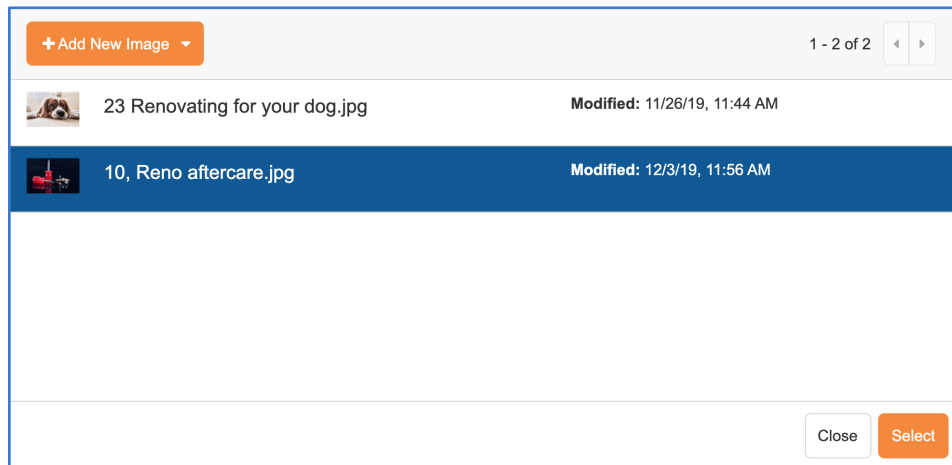 + Add New Image
1 - 2 of 2
23 Renovating for your dog.jpg
Modified: 11/26/19, 11:44 AM
10, Reno aftercare.jpg
Modified: 12/3/19, 11:56 AM
Close
Select